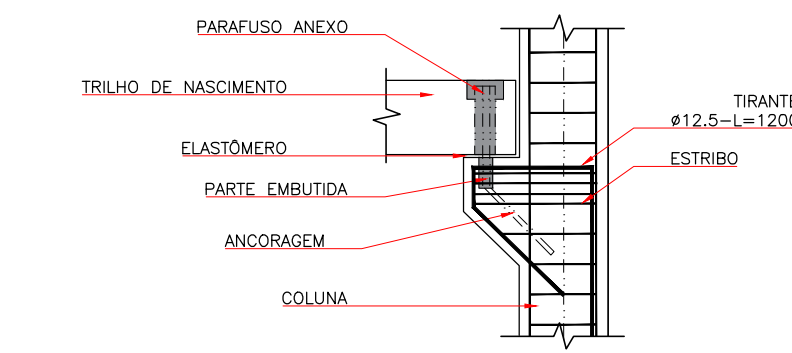 PARAFUSO ANEXO
TRILHO DE NASCIMENTO
TIRANTE
ø12.5-L=1200
ELASTÔMERO
ESTRIBO
PARTE EMBUTIDA
ANCORAGEM
COLUNA